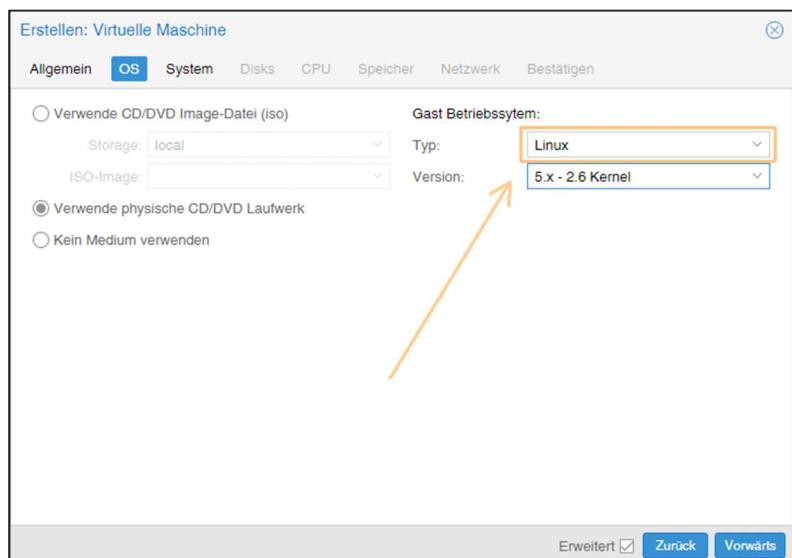 Erstellen: Virtuelle Maschine
Allgemein OS System Disks CPU Speicher Netzwerk Bestätigen
Verwende CD/DVD Image-Datei (iso)
Storage: local
ISO-Image:
Verwende physische CD/DVD Laufwerk
Kein Medium verwenden
Gast Betriebssytem:
Typ: Linux
Version: 5.x - 2.6 Kernel
Erweitert Zurück Vorwärts